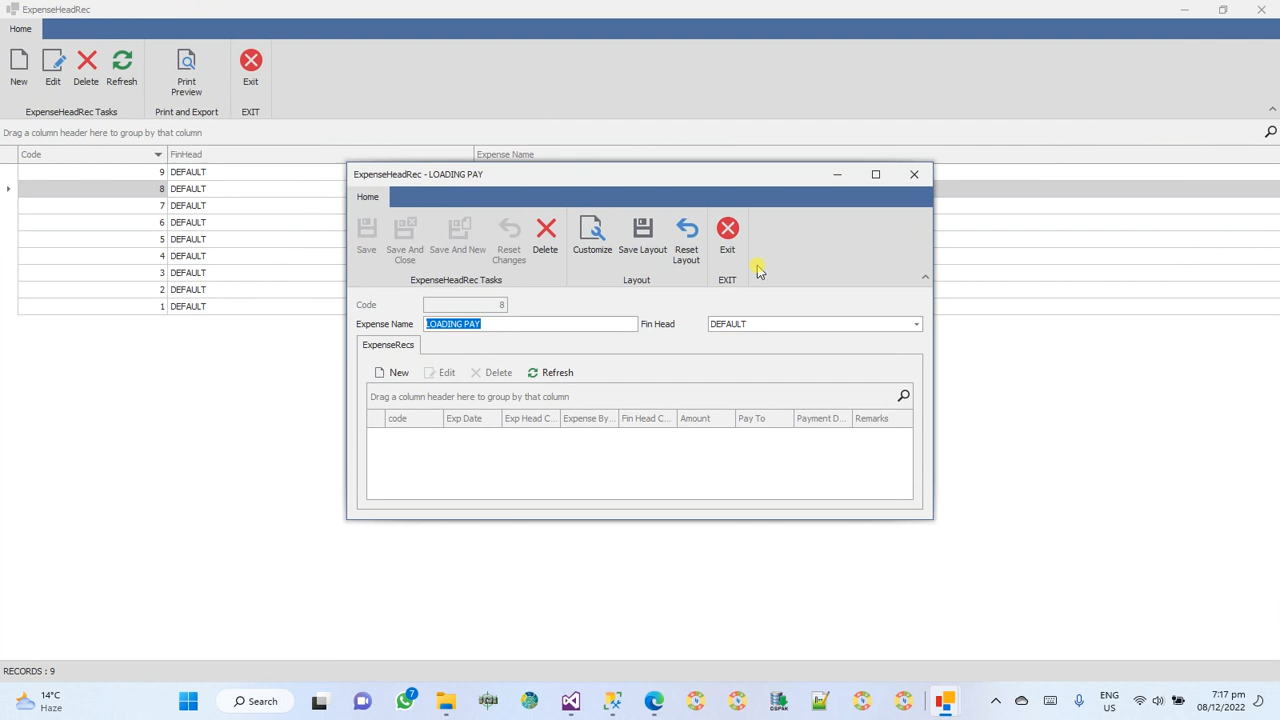 ExpenseHeadRec
Home
New Edit Delete Refresh Print Preview Exit
ExpenseHeadRec Tasks Print and Export EXIT
Drag a column header here to group by that column
Code FinHead Expense Name
9 DEFAULT
8 DEFAULT
7 DEFAULT
6 DEFAULT
5 DEFAULT
4 DEFAULT
3 DEFAULT
2 DEFAULT
1 DEFAULT
ExpenseHeadRec - LOADING PAY
Home
Save Save And Close Save And New Reset Changes Delete Customize Save Layout Reset Layout Exit
ExpenseHeadRec Tasks Layout EXIT
Code 8
Expense Name LOADING PAY Fin Head DEFAULT
ExpenseRecs
New Edit Delete Refresh
Drag a column header here to group by that column
code Exp Date Exp Head C... Expense By... Fin Head C... Amount Pay To Payment D... Remarks
RECORDS : 9
14°C
Haze
Search
7
GSPAK
ENG
US
7:17 pm
08/12/2022